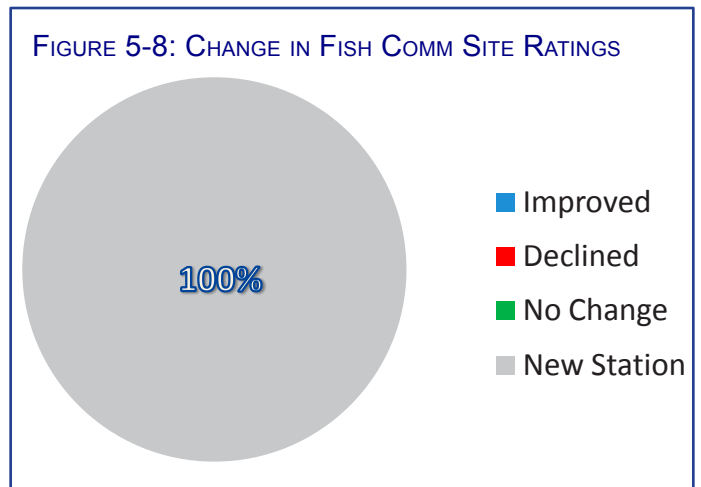 FIGURE 5-8: CHANGE IN FISH COMM SITE RATINGS
100%
Improved
Declined
No Change
New Station